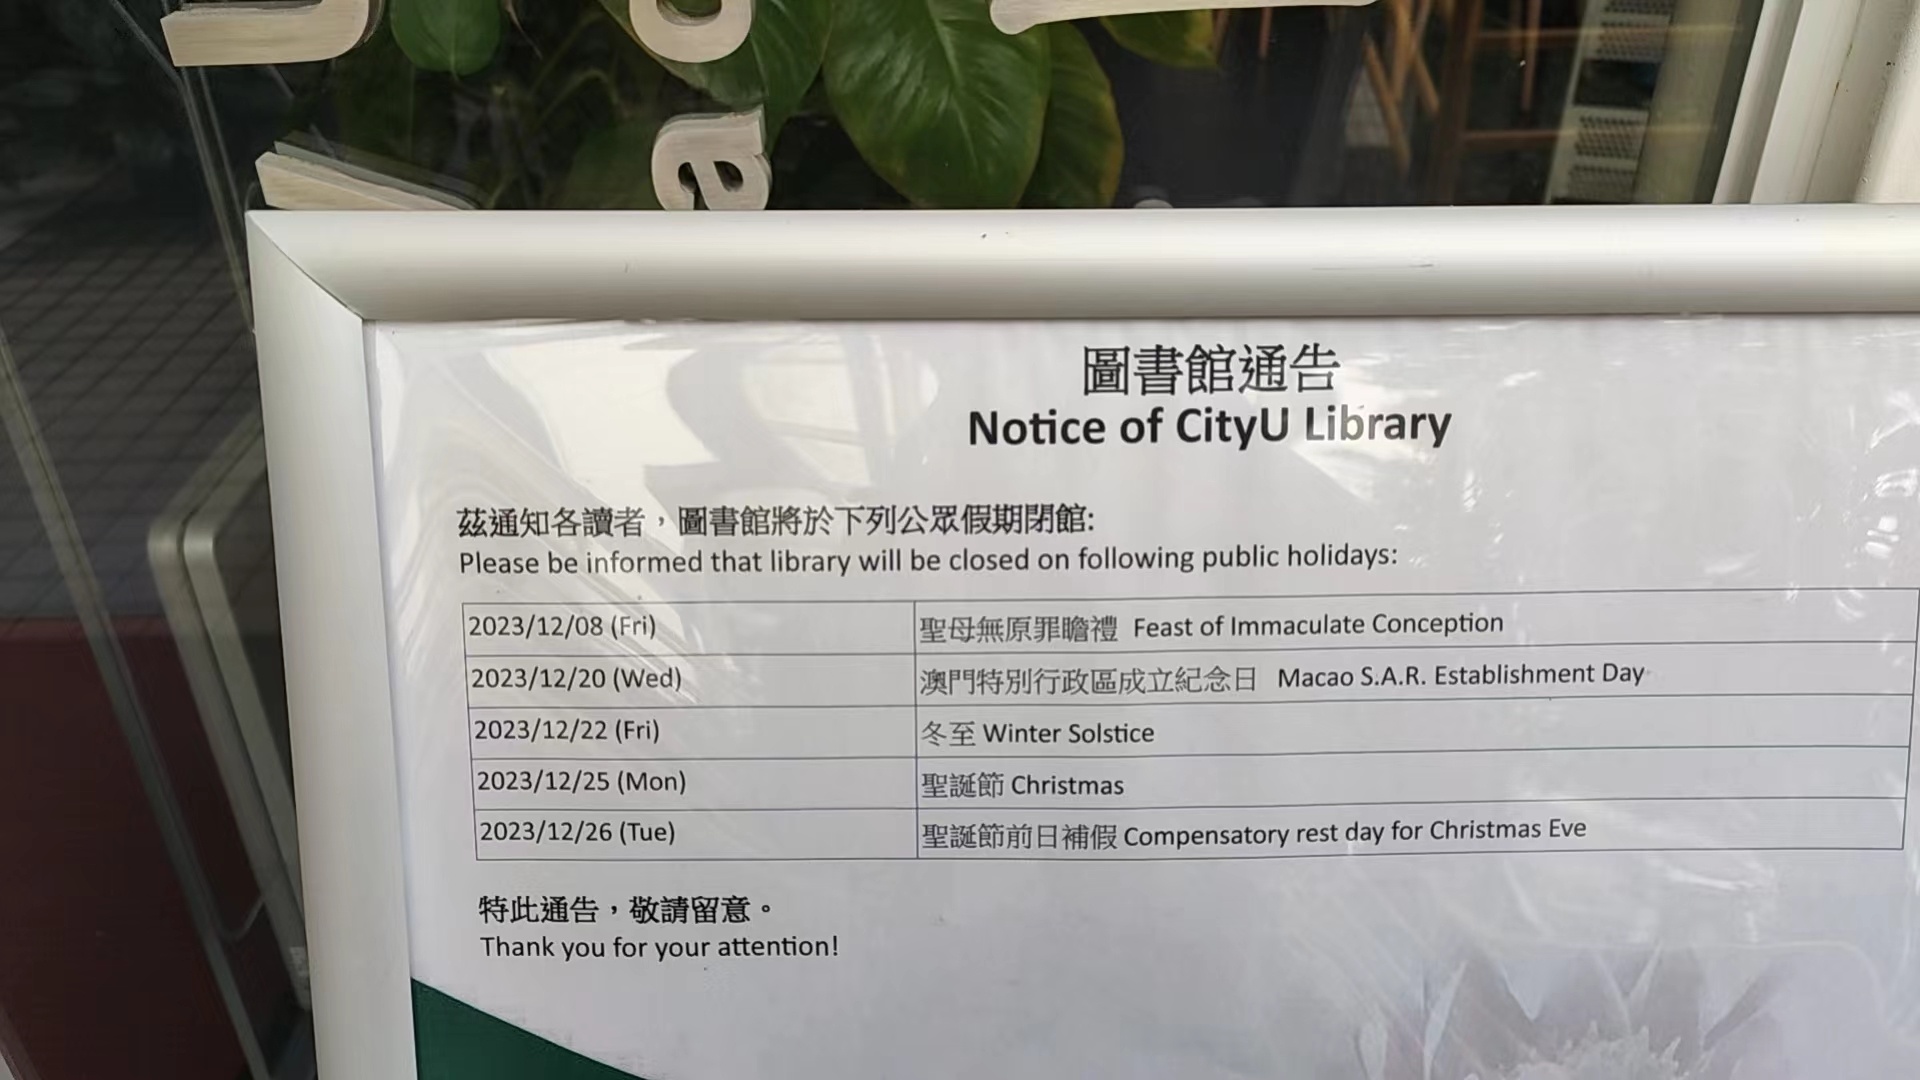 圖書館通告
Notice of CityU Library
茲通知各讀者，圖書館將於下列公眾假期閉館:
Please be informed that library will be closed on following public holidays:
2023/12/08 (Fri) 聖母無原罪瞻禮 Feast of Immaculate Conception
2023/12/20 (Wed) 澳門特別行政區成立紀念日 Macao S.A.R. Establishment Day
2023/12/22 (Fri) 冬至 Winter Solstice
2023/12/25 (Mon) 聖誕節 Christmas
2023/12/26 (Tue) 聖誕節前日補假 Compensatory rest day for Christmas Eve
特此通告，敬請留意。
Thank you for your attention!